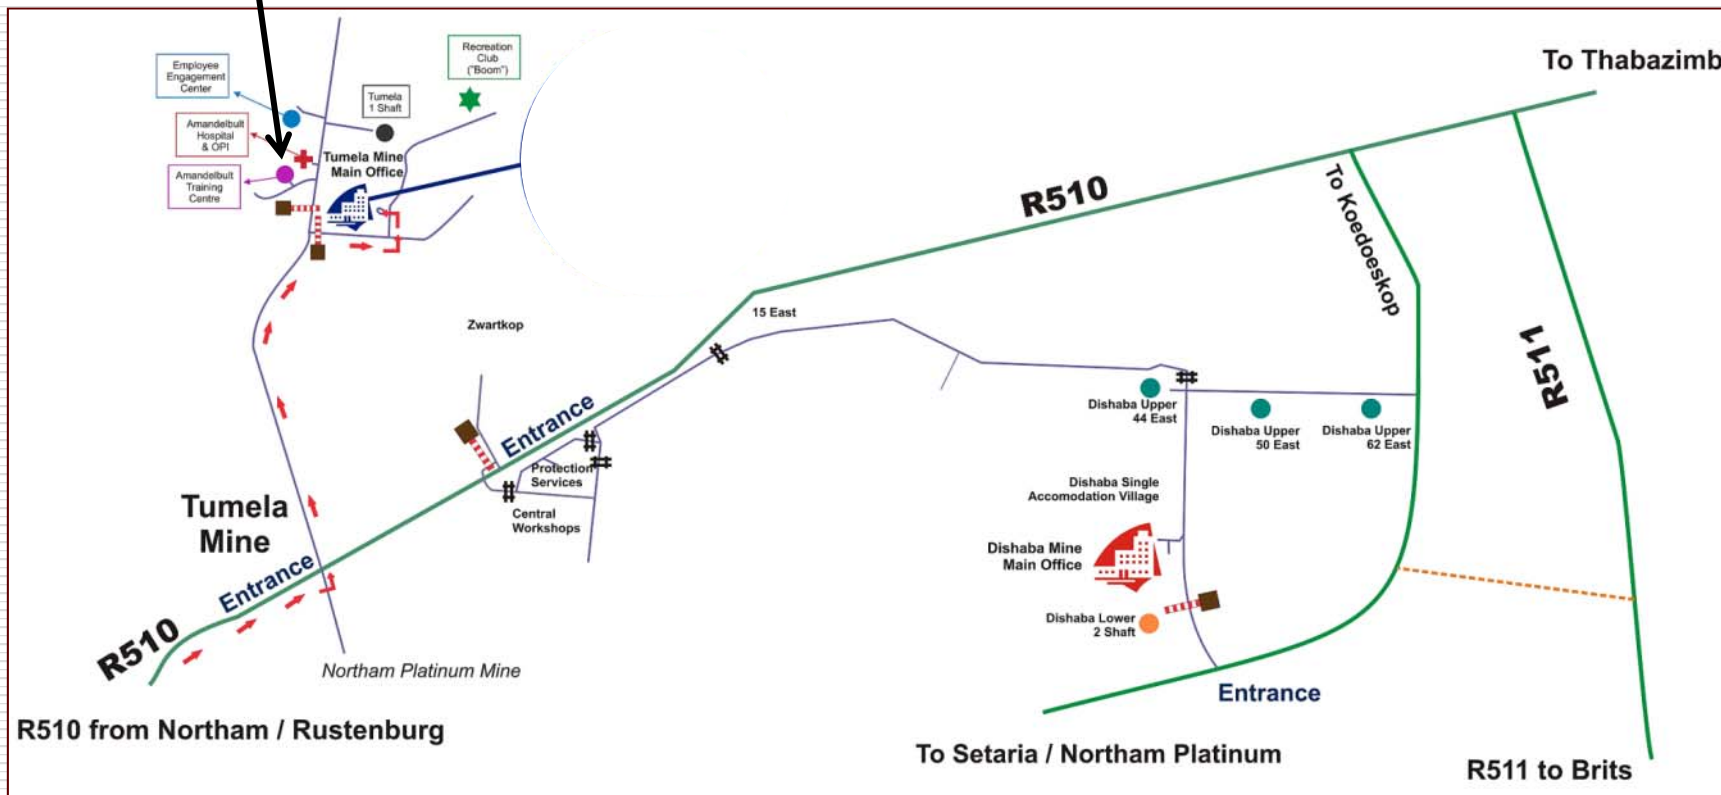 To Thabazimb
Employee
Engagement
Center
Recreation
Club
("Boom")
Tumela
1 Shaft
Amandelbult
Hospital
& OPI
Tumela Mine
Main Office
Amandelbult
Training
Centre
R510
To Koedoeskop
15 East
Zwartkop
R511
Dishaba Upper
44 East
Dishaba Upper
50 East
Dishaba Upper
62 East
Entrance
Protection
Services
Central
Workshops
Dishaba Single
Accomodation Village
Tumela
Mine
Dishaba Mine
Main Office
Entrance
Dishaba Lower
2 Shaft
R510
Northam Platinum Mine
Entrance
R510 from Northam / Rustenburg
To Setaria / Northam Platinum
R511 to Brits